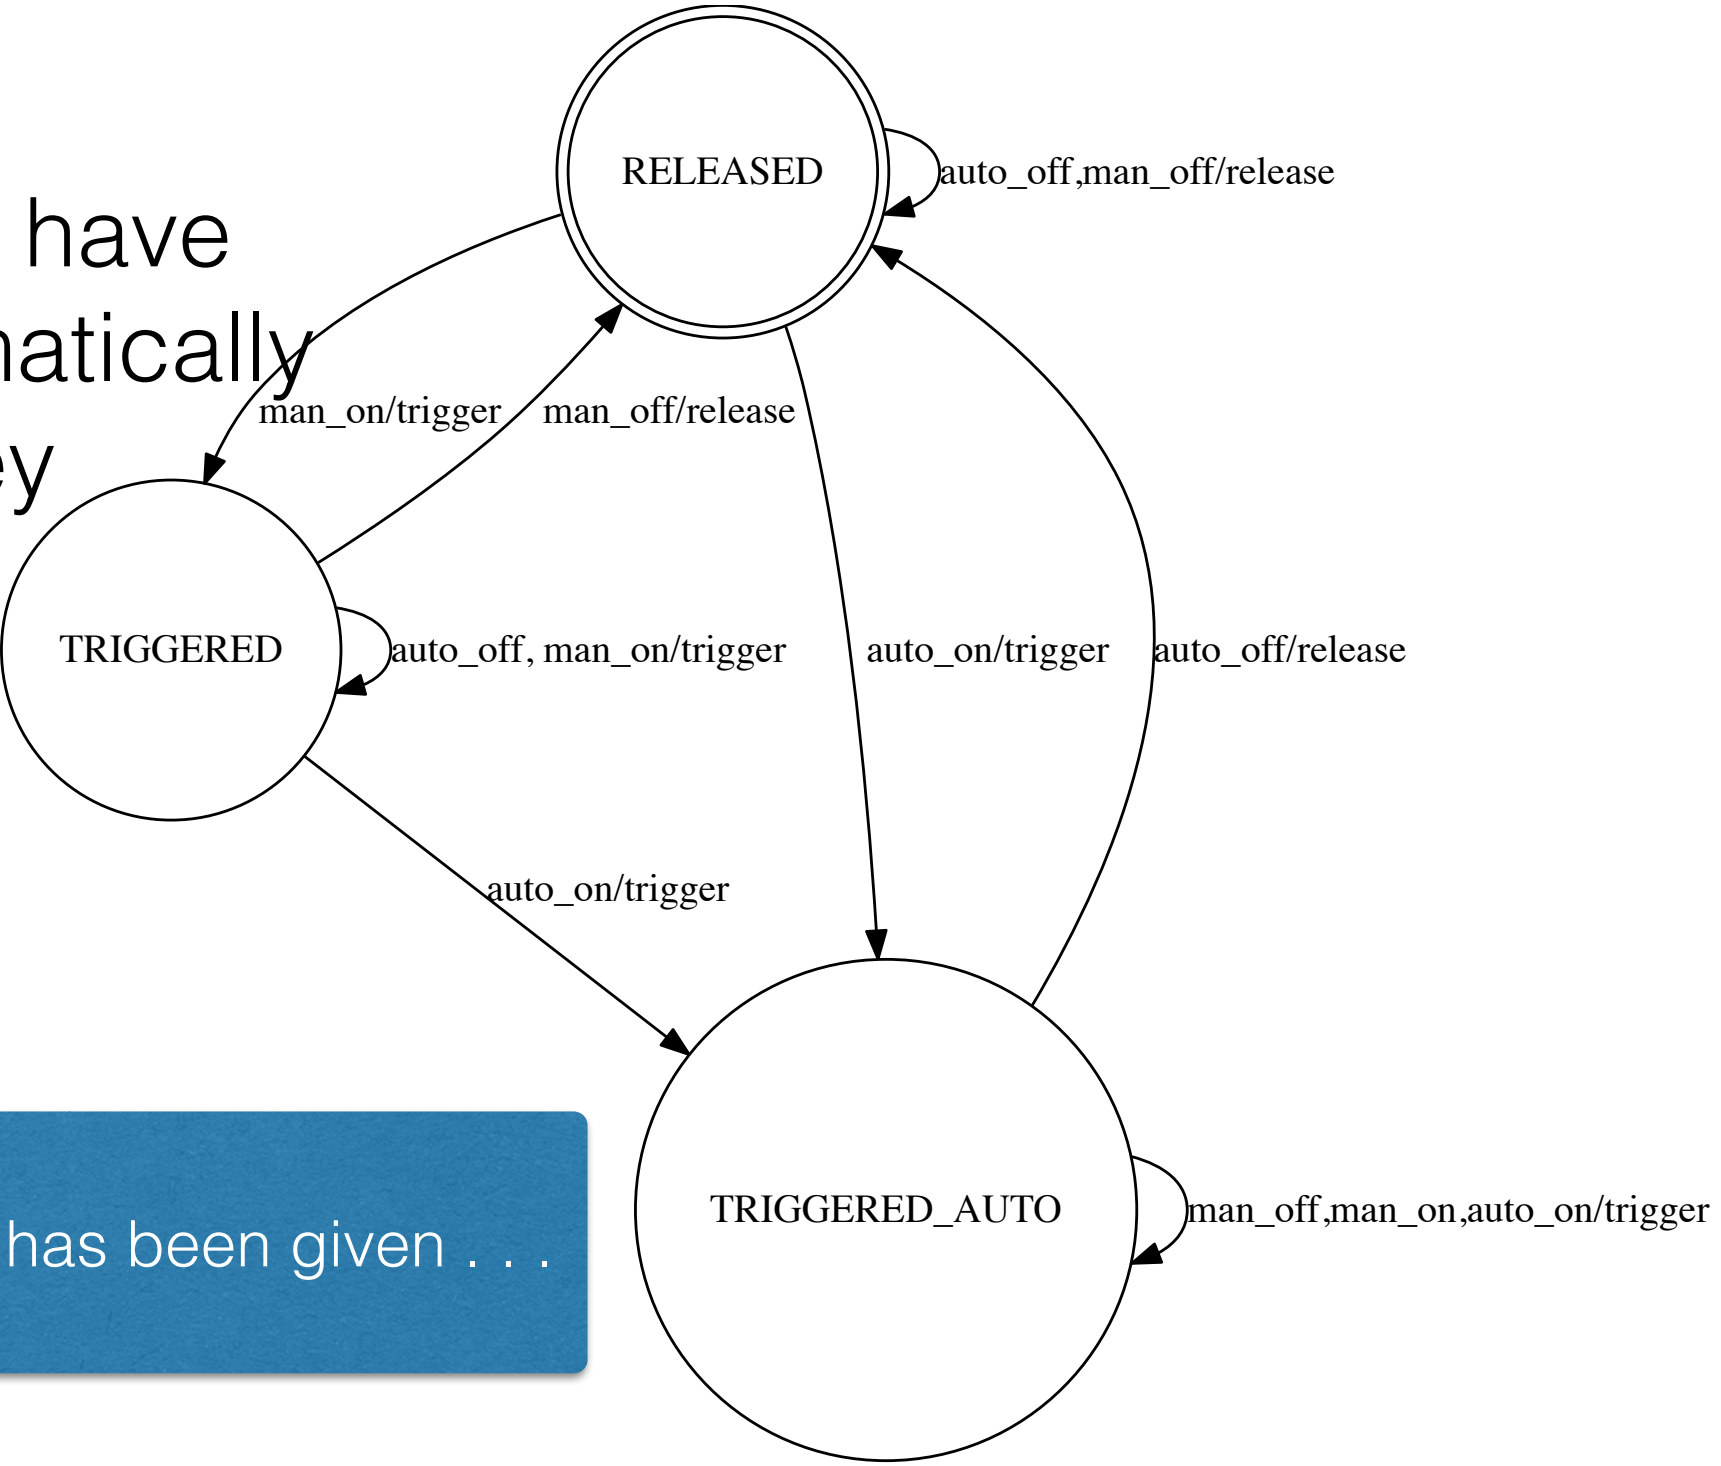 RELEASED
auto_off,man_off/release
have
ey
man_on/trigger
man_off/release
TRIGGERED
auto_off, man_on/trigger
auto_on/trigger
auto_off/release
auto_on/trigger
TRIGGERED_AUTO
man_off,man_on,auto_on/trigger
has been given . . .